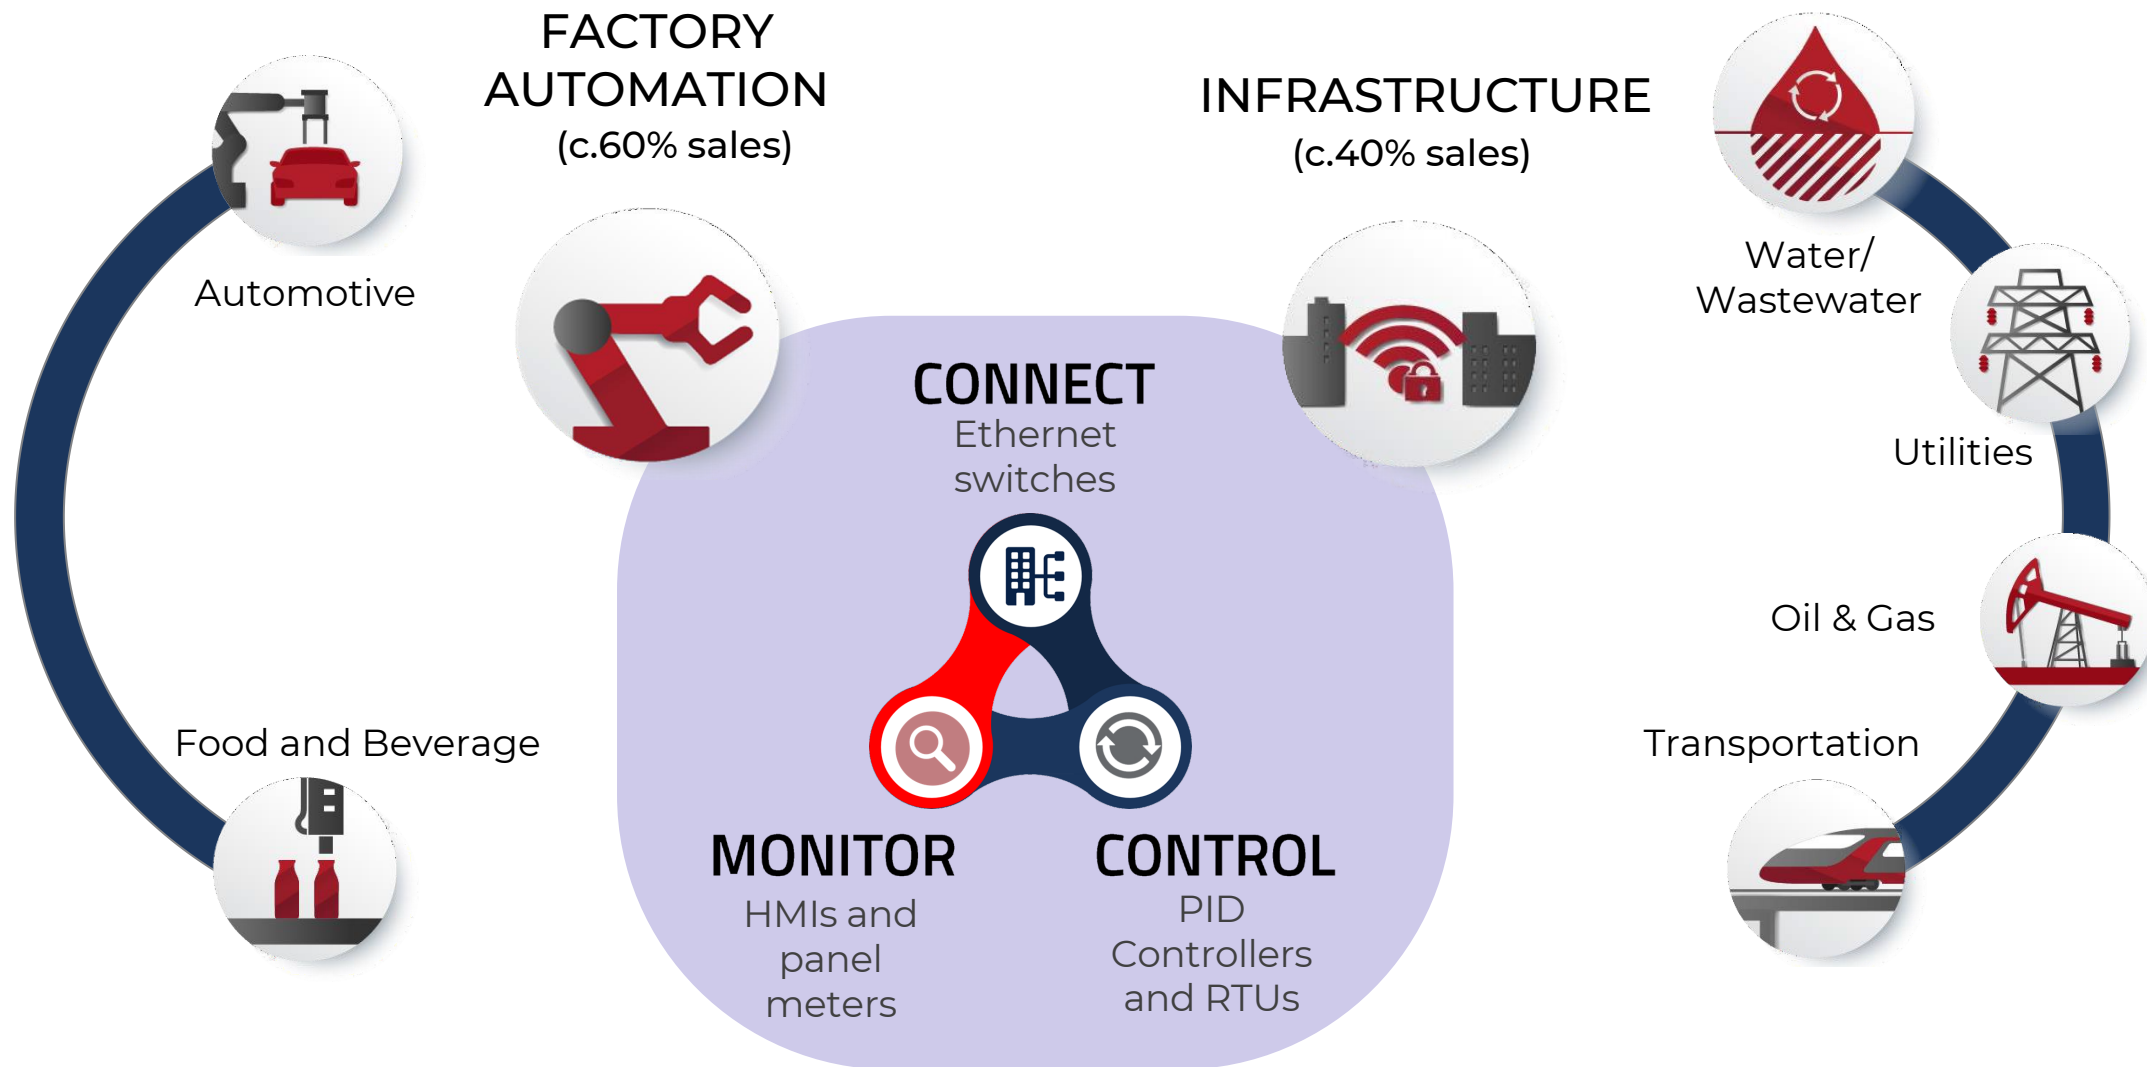 FACTORY
AUTOMATION
(c.60% sales)
INFRASTRUCTURE
(c.40% sales)
Automotive
Food and Beverage
CONNECT
Ethernet
switches
MONITOR
HMIs and
panel
meters
CONTROL
PID
Controllers
and RTUs
Water/
Wastewater
Utilities
Oil & Gas
Transportation